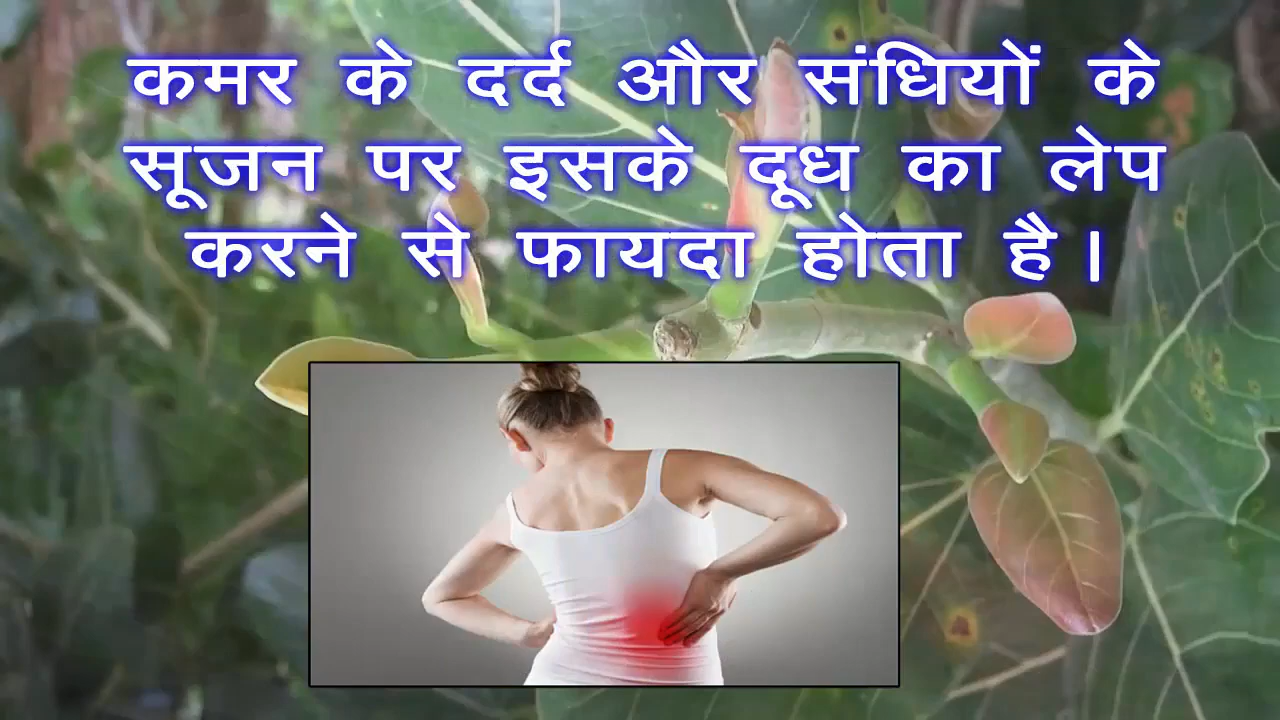 कमर के दर्द और संधियों के
सूजन पर इसके दूध का लेप
करने से फायदा होता है।